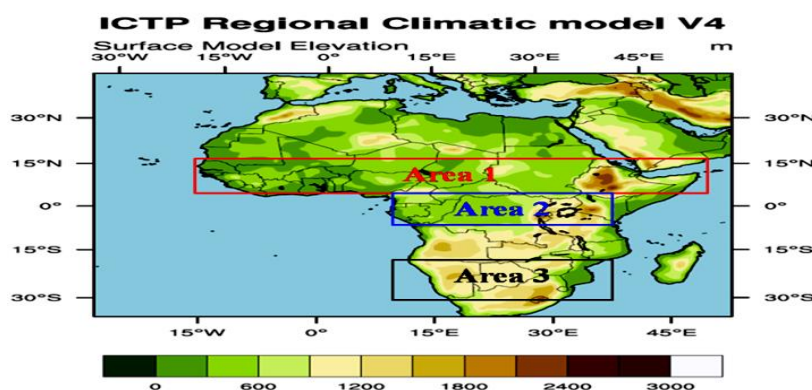 ICTP Regional Climatic model V4
Surface Model Elevation m
30°W 15°W 0° 15°E 30°E 45°E
30°N 30°N
15°N 15°N
Area 1
0° Area 2 0°
15°S 15°S
Area 3
30°S 30°S
15°W 0° 15°E 30°E 45°E
0 600 1200 1800 2400 3000